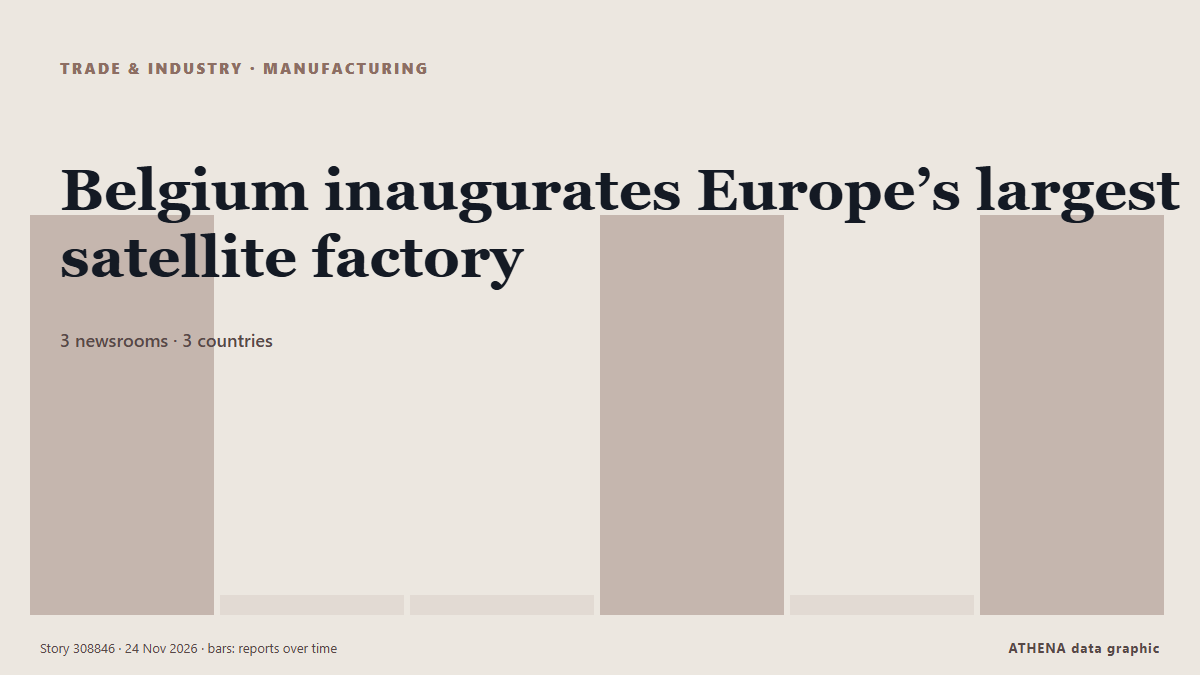 TRADE & INDUSTRY · MANUFACTURING
Belgium inaugurates Europe’s largest
satellite factory
3 newsrooms · 3 countries
Story 308846 · 24 Nov 2026 · bars: reports over time
ATHENA data graphic